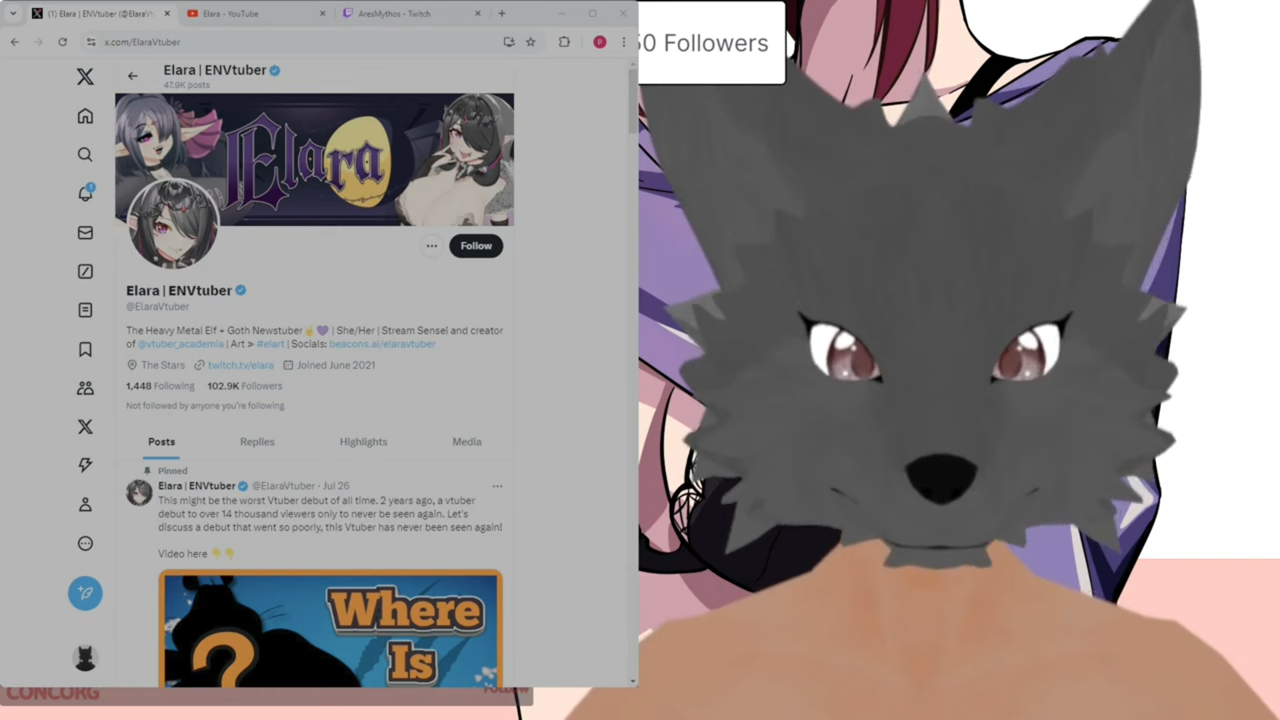 (1) Elara | ENVtuber (@ElaraVt
Elara - YouTube
AresMythos - Twitch
x.com/ElaraVtuber
P
50 Followers
Elara | ENVtuber
47.9K posts
Elara
1
Follow
Elara | ENVtuber
@ElaraVtuber
The Heavy Metal Elf + Goth Newstuber🤞💜 | She/Her | Stream Sensei and creator
of @vtuber_academia | Art ➣ #elart | Socials: beacons.ai/elaravtuber
The Stars twitch.tv/elara Joined June 2021
1,448 Following 102.9K Followers
Not followed by anyone you're following
Posts Replies Highlights Media
Pinned
Elara | ENVtuber @ElaraVtuber · Jul 26
This might be the worst Vtuber debut of all time. 2 years ago, a vtuber
debut to over 14 thousand viewers only to never be seen again. Let's
discuss a debut that went so poorly, this Vtuber has never been seen again!
Video here 👇👇
Where
Is
?
CONCORG
FOLLOW